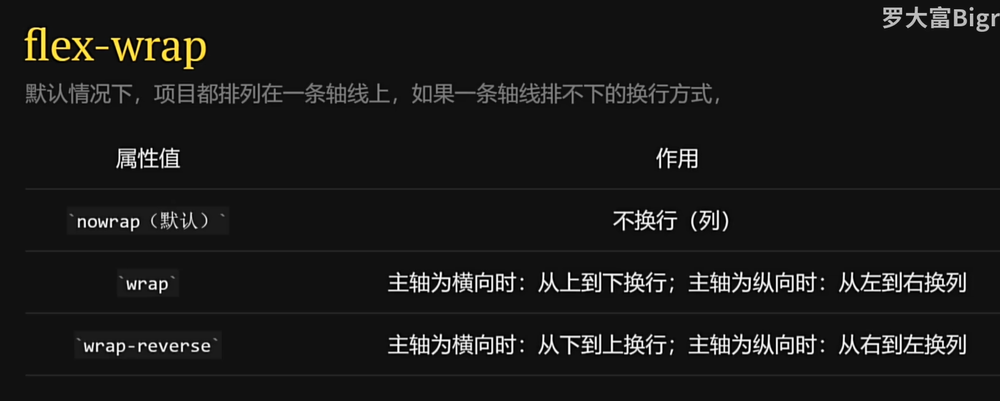 罗大富Bigr
flex-wrap
默认情况下，项目都排列在一条轴线上，如果一条轴线排不下的换行方式，
属性值 作用
`nowrap（默认）` 不换行（列）
`wrap` 主轴为横向时：从上到下换行；主轴为纵向时：从左到右换列
`wrap-reverse` 主轴为横向时：从下到上换行；主轴为纵向时：从右到左换列